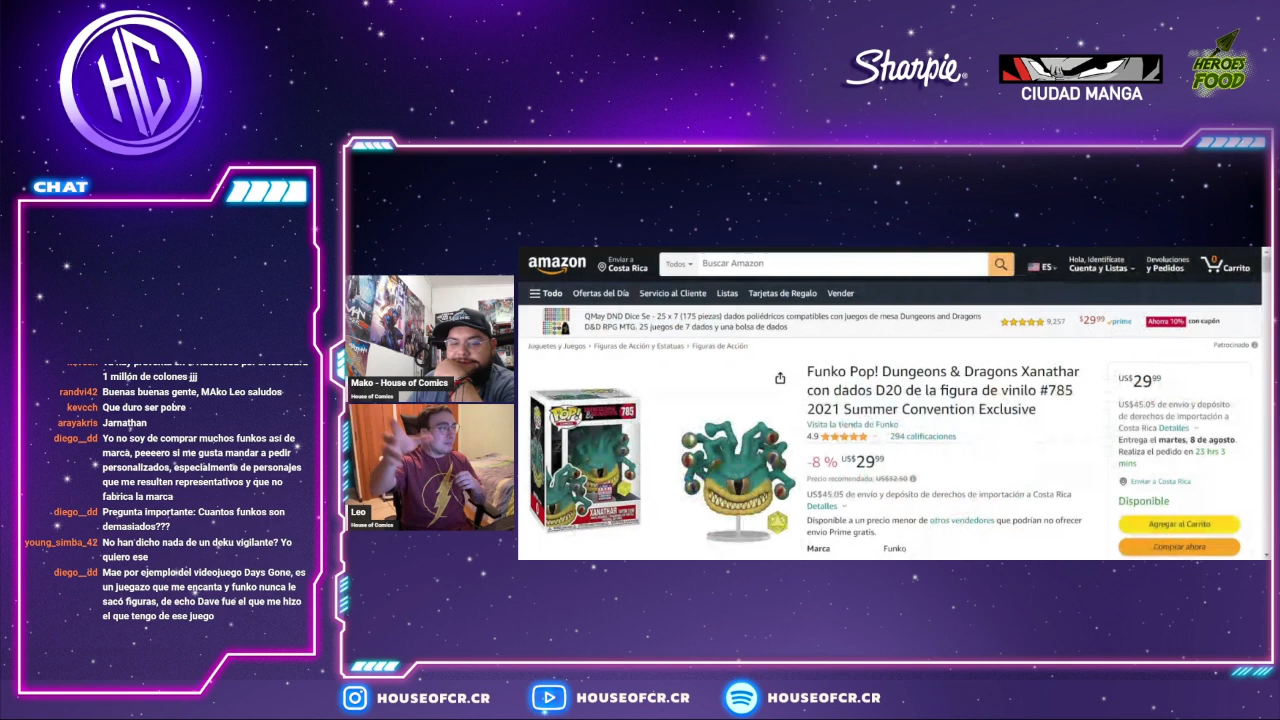 HC
Sharpie®
CIUDAD MANGA
HEROES
FOOD
CHAT
1 millón de colones jjj
randvi42 Buenas buenas gente, MAko Leo saludos
kevcch Que duro ser pobre
arayakris Jarnathan
diego__dd Yo no soy de comprar muchos funkos así de
marca, peeeero si me gusta mandar a pedir
personalizados, especialmente de personajes
que me resulten representativos y que no
fabrica la marca
diego__dd Pregunta importante: Cuantos funkos son
demasiados???
young_simba_42 No han dicho nada de un deku vigilante? Yo
quiero ese
diego__dd Mae por ejemplo del videojuego Days Gone, es
un juegazo que me encanta y funko nunca le
sacó figuras, de echo Dave fue el que me hizo
el que tengo de ese juego
Mako - House of Comics
House of Comics
Leo
House of Comics
amazon
Enviar a
Costa Rica
Todos
Buscar Amazon
ES
Hola, Identifícate
Cuenta y Listas
Devoluciones
y Pedidos
0
Carrito
Todo Ofertas del Día Servicio al Cliente Listas Tarjetas de Regalo Vender
QMay DND Dice Se - 25 x 7 (175 piezas) dados poliédricos compatibles con juegos de mesa Dungeons and Dragons
D&D RPG MTG. 25 juegos de 7 dados y una bolsa de dados
9,257
$29⁹⁹ prime
Ahorra 10% con cupón
Juguetes y Juegos › Figuras de Acción y Estatuas › Figuras de Acción
Patrocinado
POP!
785
XANATHAR
Funko Pop! Dungeons & Dragons Xanathar
con dados D20 de la figura de vinilo #785
2021 Summer Convention Exclusive
Visita la tienda de Funko
4.9 294 calificaciones
-8 % US$29⁹⁹
Precio recomendado: US$32.50
US$45.05 de envío y depósito de derechos de importación a Costa Rica
Detalles
Disponible a un precio menor de otros vendedores que podrían no ofrecer
envío Prime gratis.
Marca Funko
US$29⁹⁹
US$45.05 de envío y depósito
de derechos de importación a
Costa Rica Detalles
Entrega el martes, 8 de agosto.
Realiza el pedido en 23 hrs 3
mins
Enviar a Costa Rica
Disponible
Agregar al Carrito
Comprar ahora
HOUSEOFCR.CR
HOUSEOFCR.CR
HOUSEOFCR.CR